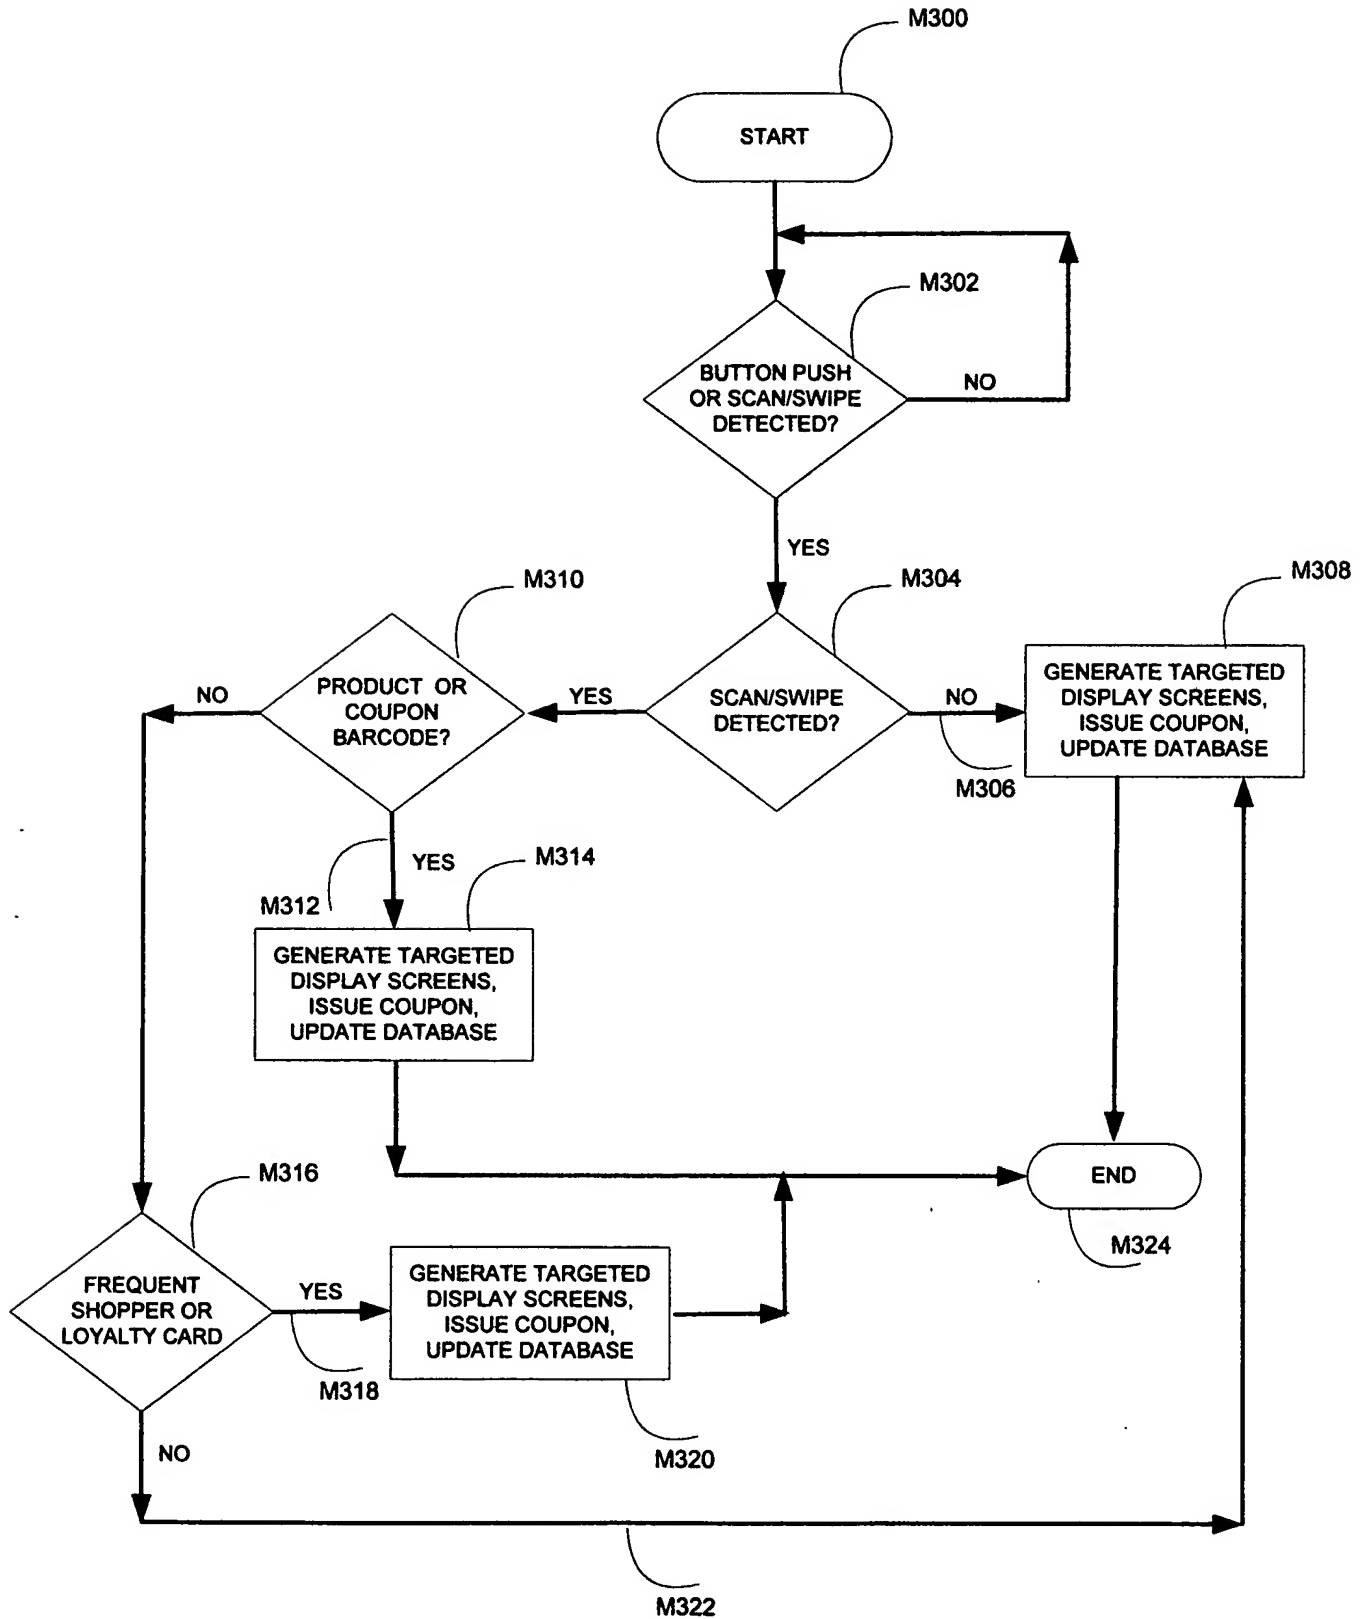 M300
START
M302
BUTTON PUSH
OR SCAN/SWIPE
DETECTED?
NO
YES
M310
M304
M308
PRODUCT OR
COUPON
BARCODE?
NO
YES
SCAN/SWIPE
DETECTED?
NO
M306
GENERATE TARGETED
DISPLAY SCREENS,
ISSUE COUPON,
UPDATE DATABASE
M312
YES
M314
GENERATE TARGETED
DISPLAY SCREENS,
ISSUE COUPON,
UPDATE DATABASE
M316
END
M324
FREQUENT
SHOPPER OR
LOYALTY CARD
YES
M318
GENERATE TARGETED
DISPLAY SCREENS,
ISSUE COUPON,
UPDATE DATABASE
M320
NO
M322